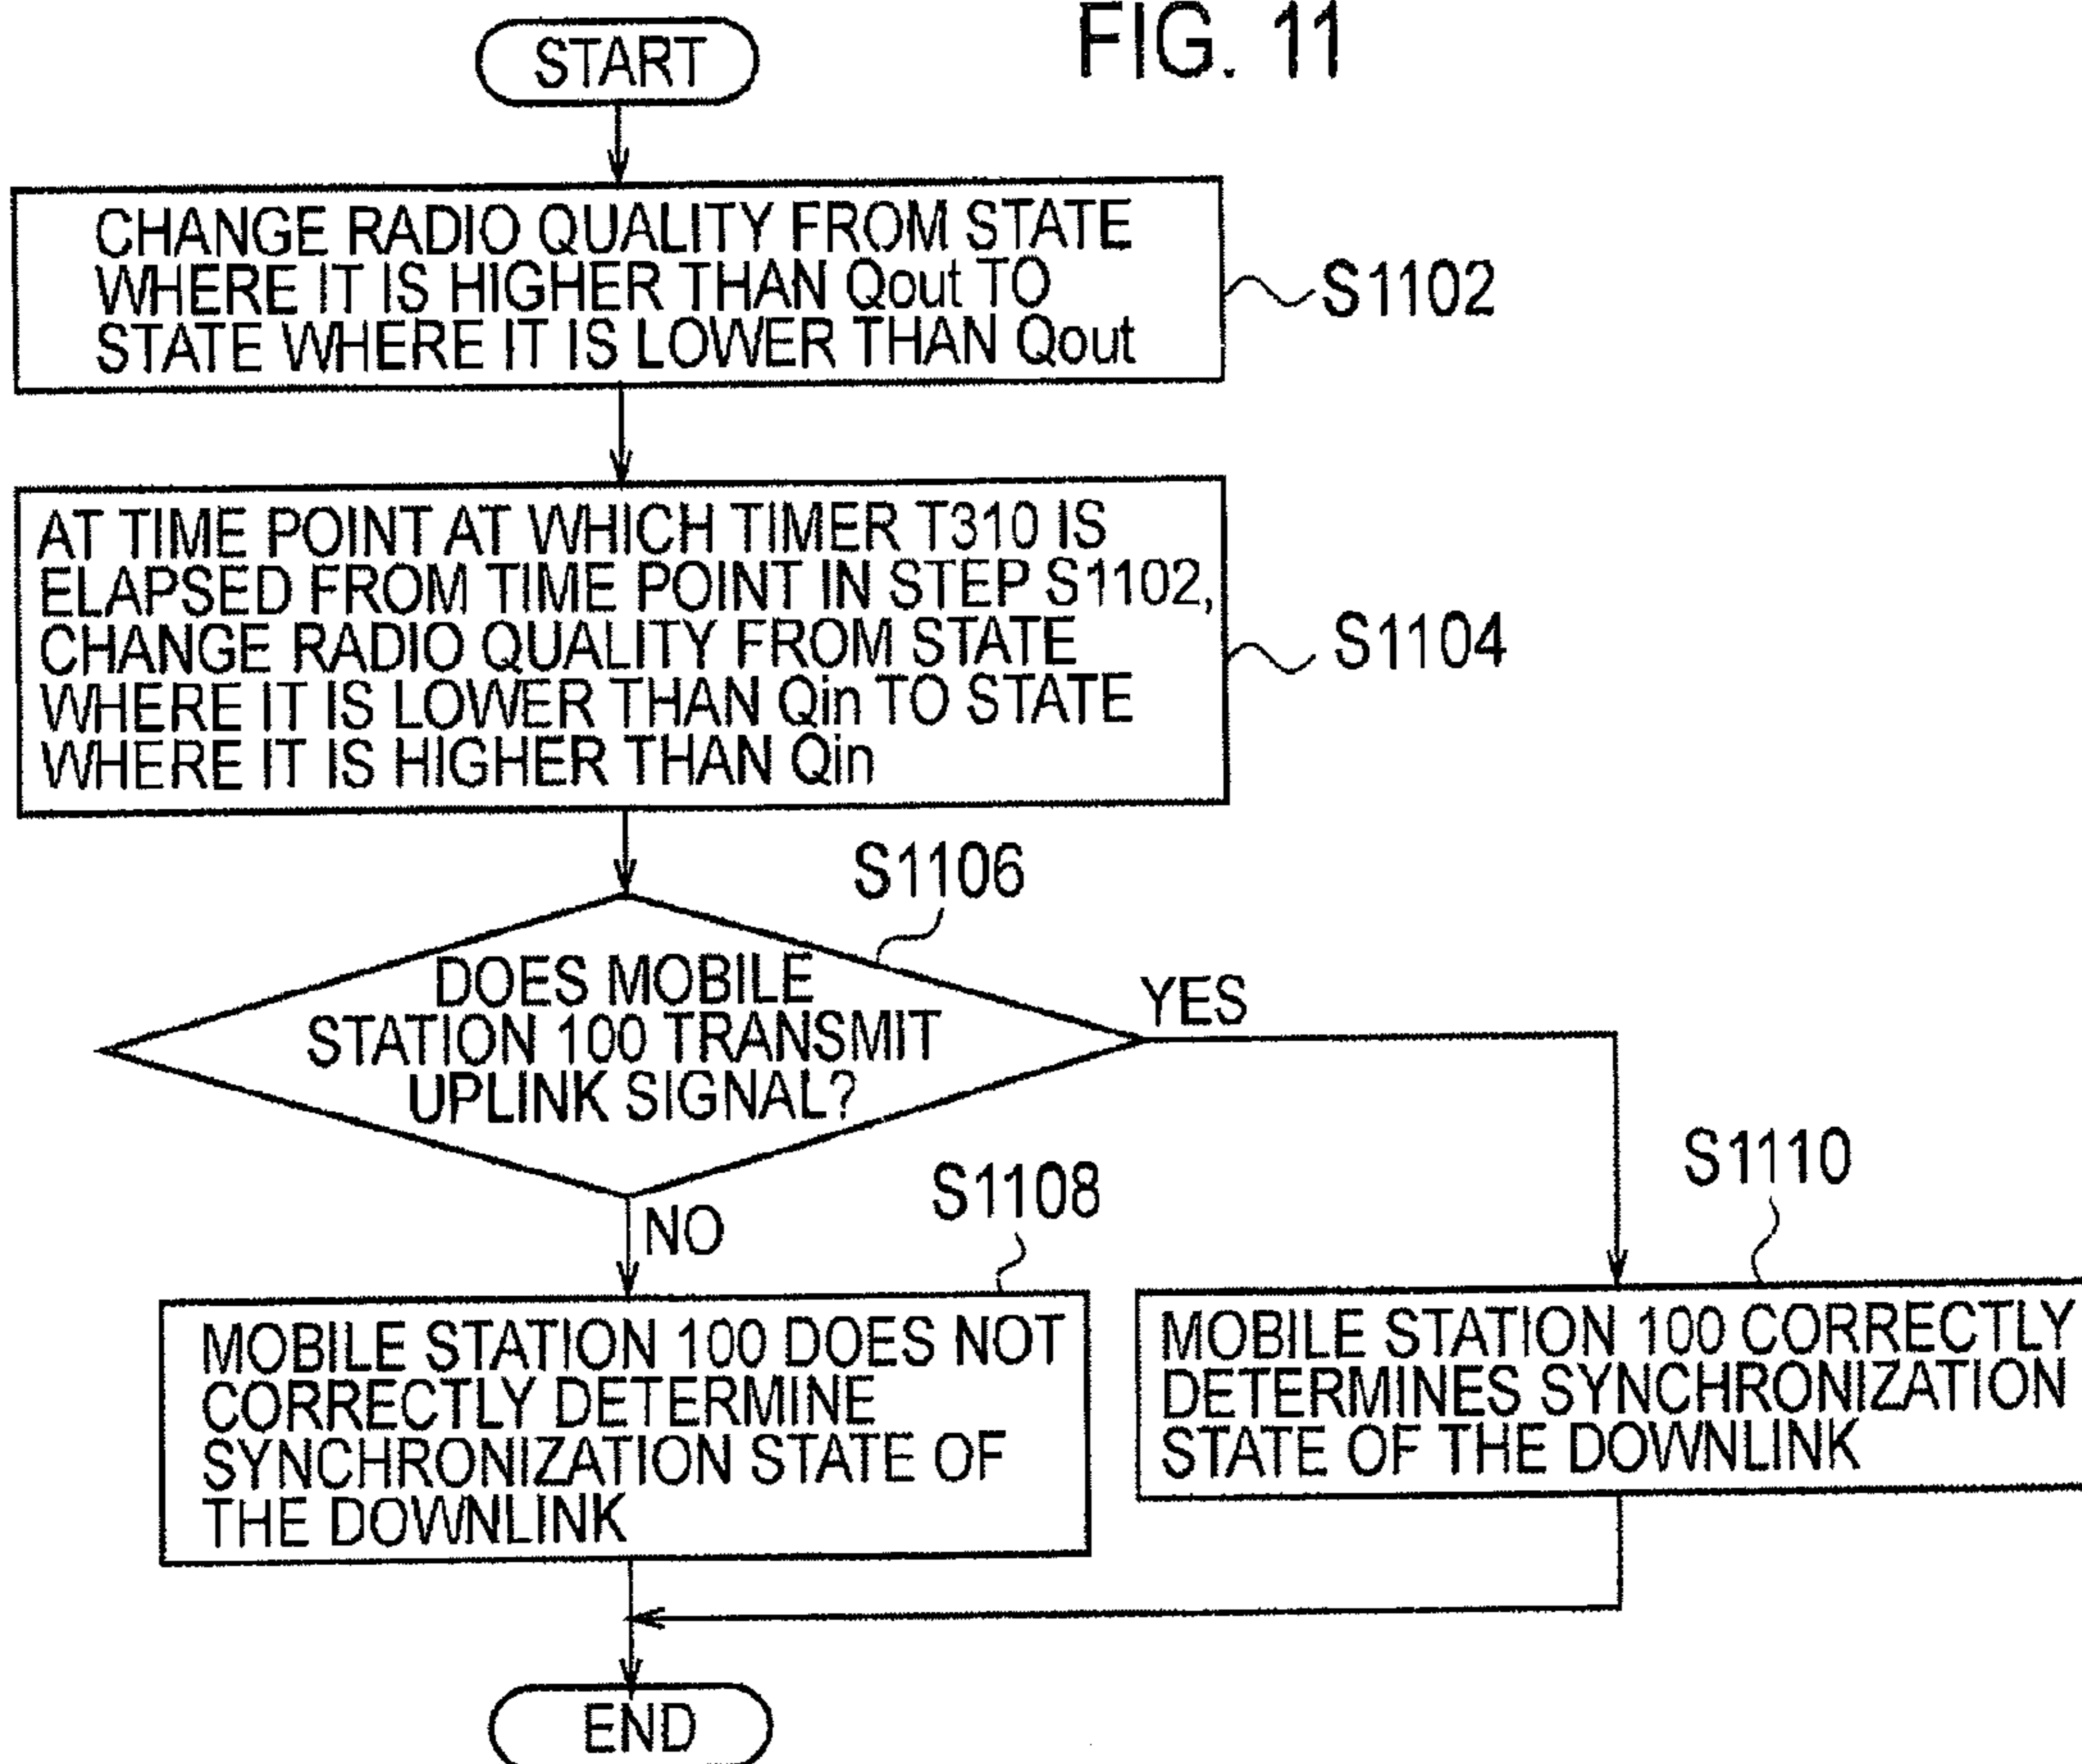 FIG. 11
START
CHANGE RADIO QUALITY FROM STATE
WHERE IT IS HIGHER THAN Qout TO
STATE WHERE IT IS LOWER THAN Qout
S1102
AT TIME POINT AT WHICH TIMER T310 IS
ELAPSED FROM TIME POINT IN STEP S1102,
CHANGE RADIO QUALITY FROM STATE
WHERE IT IS LOWER THAN Qin TO STATE
WHERE IT IS HIGHER THAN Qin
S1104
S1106
DOES MOBILE
STATION 100 TRANSMIT
UPLINK SIGNAL?
YES
NO
S1108
MOBILE STATION 100 DOES NOT
CORRECTLY DETERMINE
SYNCHRONIZATION STATE OF
THE DOWNLINK
S1110
MOBILE STATION 100 CORRECTLY
DETERMINES SYNCHRONIZATION
STATE OF THE DOWNLINK
END